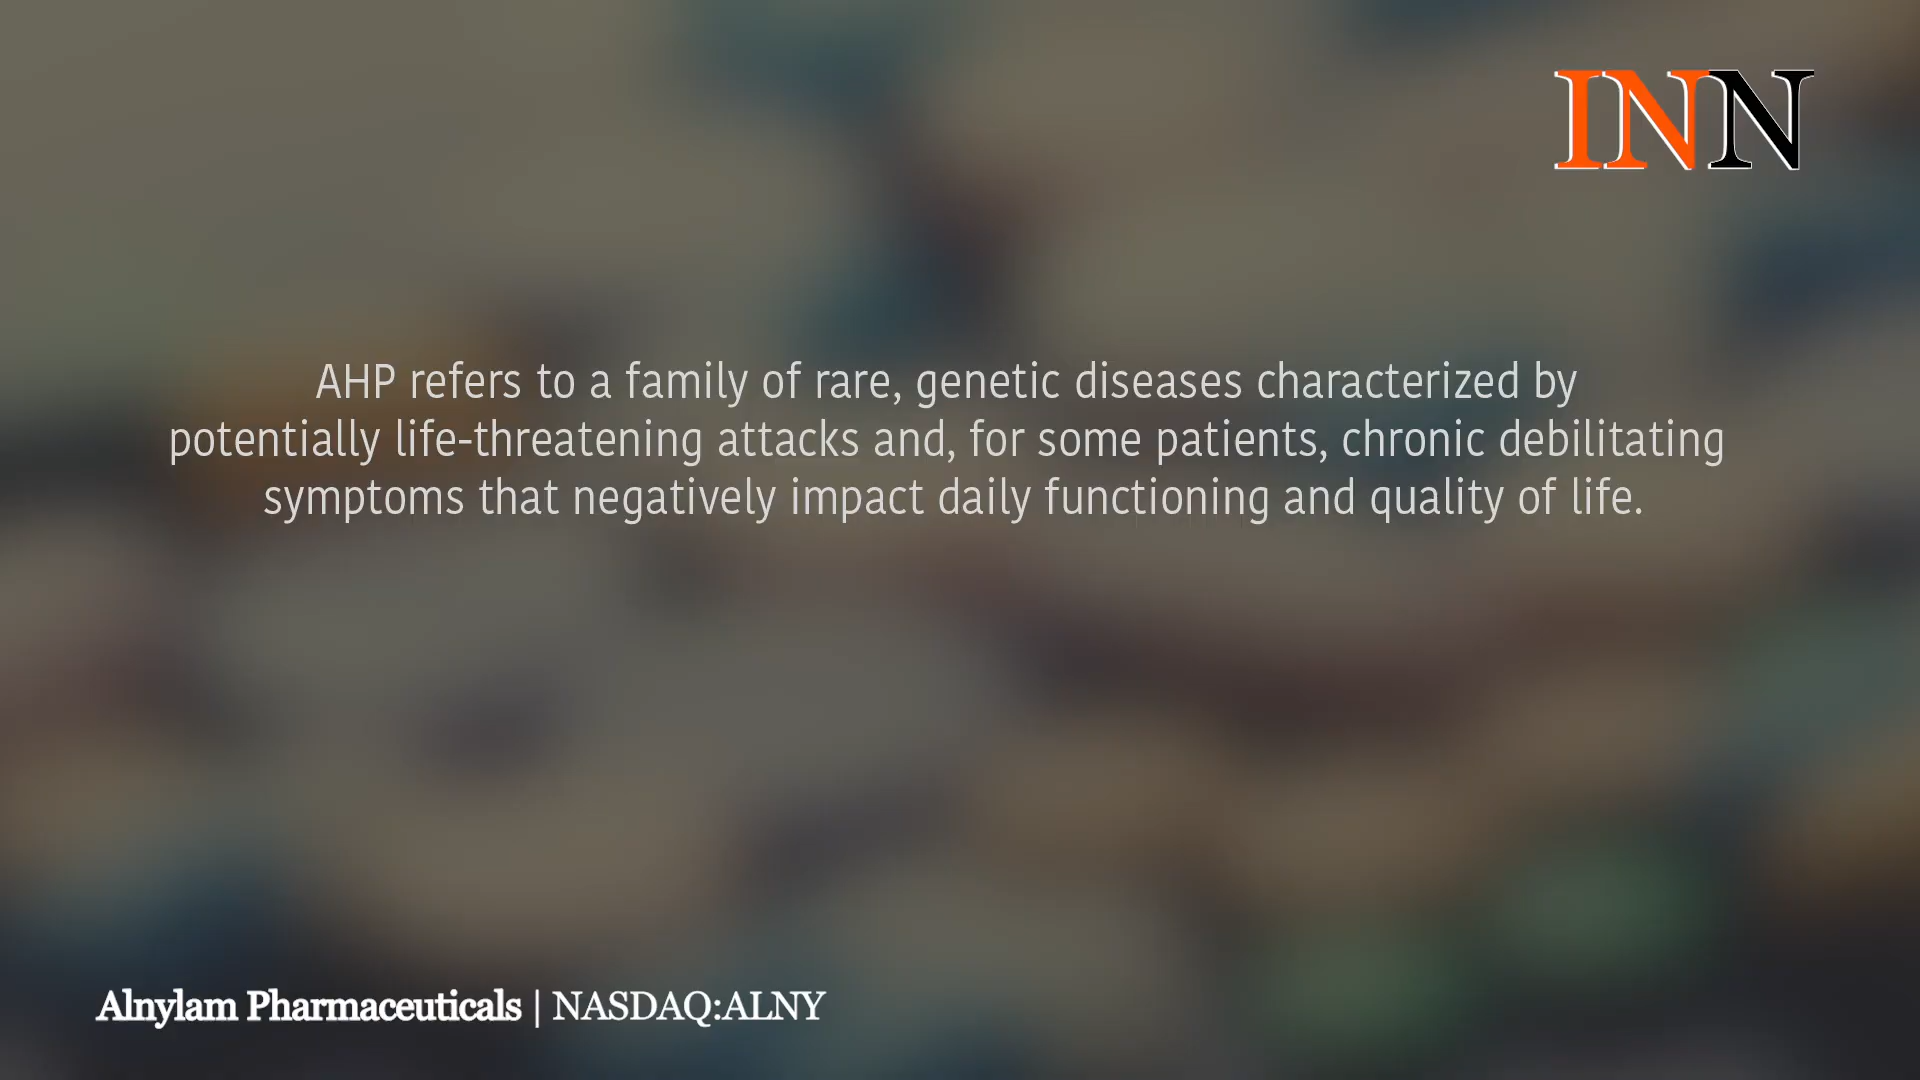 INN
AHP refers to a family of rare, genetic diseases characterized by
potentially life-threatening attacks and, for some patients, chronic debilitating
symptoms that negatively impact daily functioning and quality of life.
Alnylam Pharmaceuticals | NASDAQ:ALNY